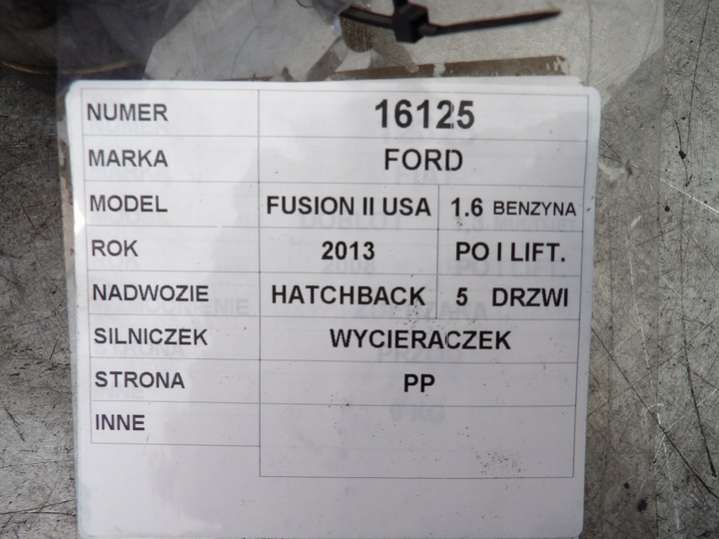 NUMER 16125
MARKA FORD
MODEL FUSION II USA 1.6 BENZYNA
ROK 2013 PO I LIFT.
NADWOZIE HATCHBACK 5 DRZWI
SILNICZEK WYCIERACZEK
STRONA PP
INNE